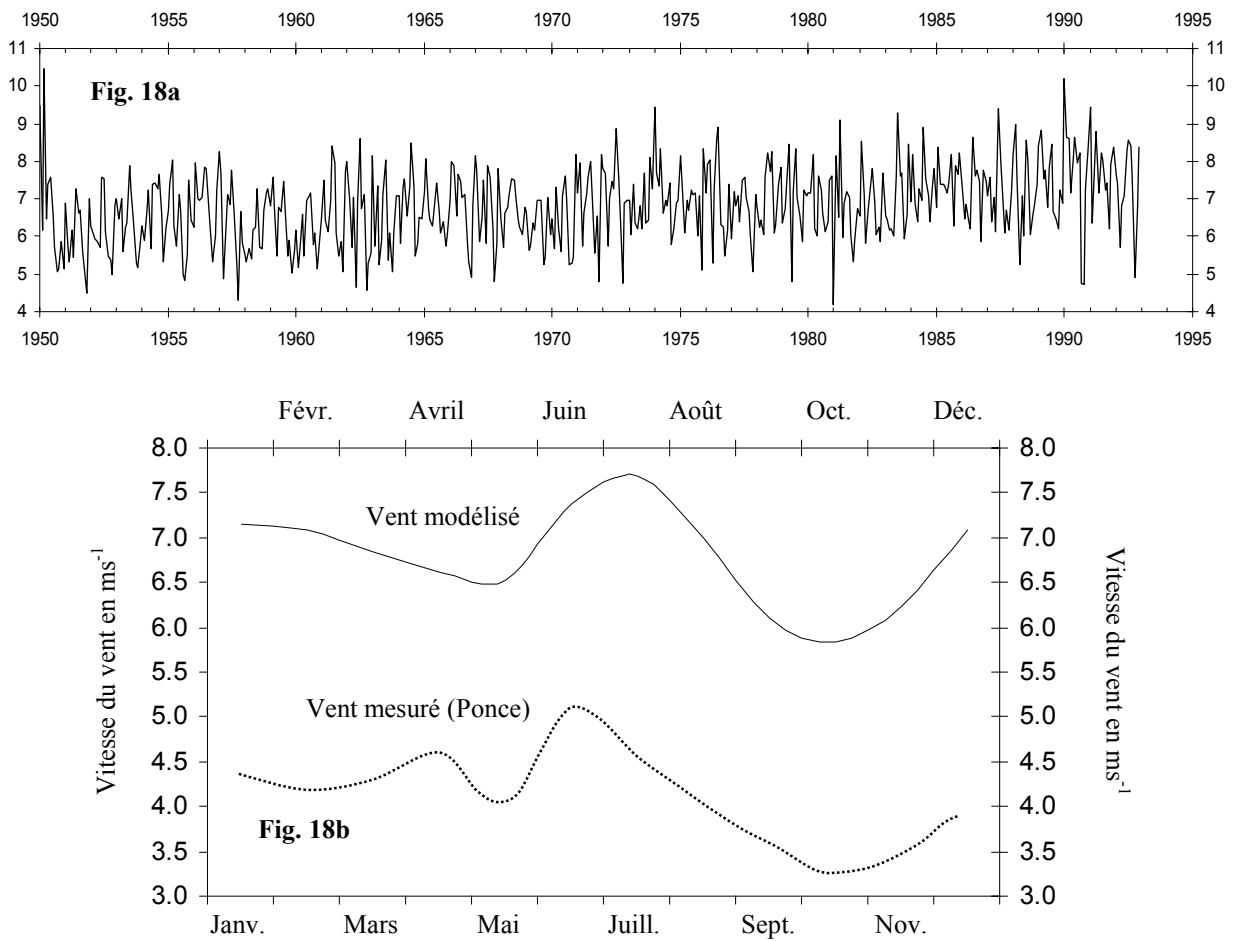 1950 1955 1960 1965 1970 1975 1980 1985 1990 1995
11 11
10 10
Fig. 18a
9 9
8 8
7 7
6 6
5 5
4 4
1950 1955 1960 1965 1970 1975 1980 1985 1990 1995
Févr. Avril Juin Août Oct. Déc.
8.0 8.0
7.5 7.5
Vent modélisé
7.0 7.0
6.5 6.5
6.0 6.0
5.5 5.5
Vent mesuré (Ponce)
5.0 5.0
4.5 4.5
4.0 4.0
Fig. 18b
3.5 3.5
3.0 3.0
Vitesse du vent en ms-1
Vitesse du vent en ms-1
Janv. Mars Mai Juill. Sept. Nov.